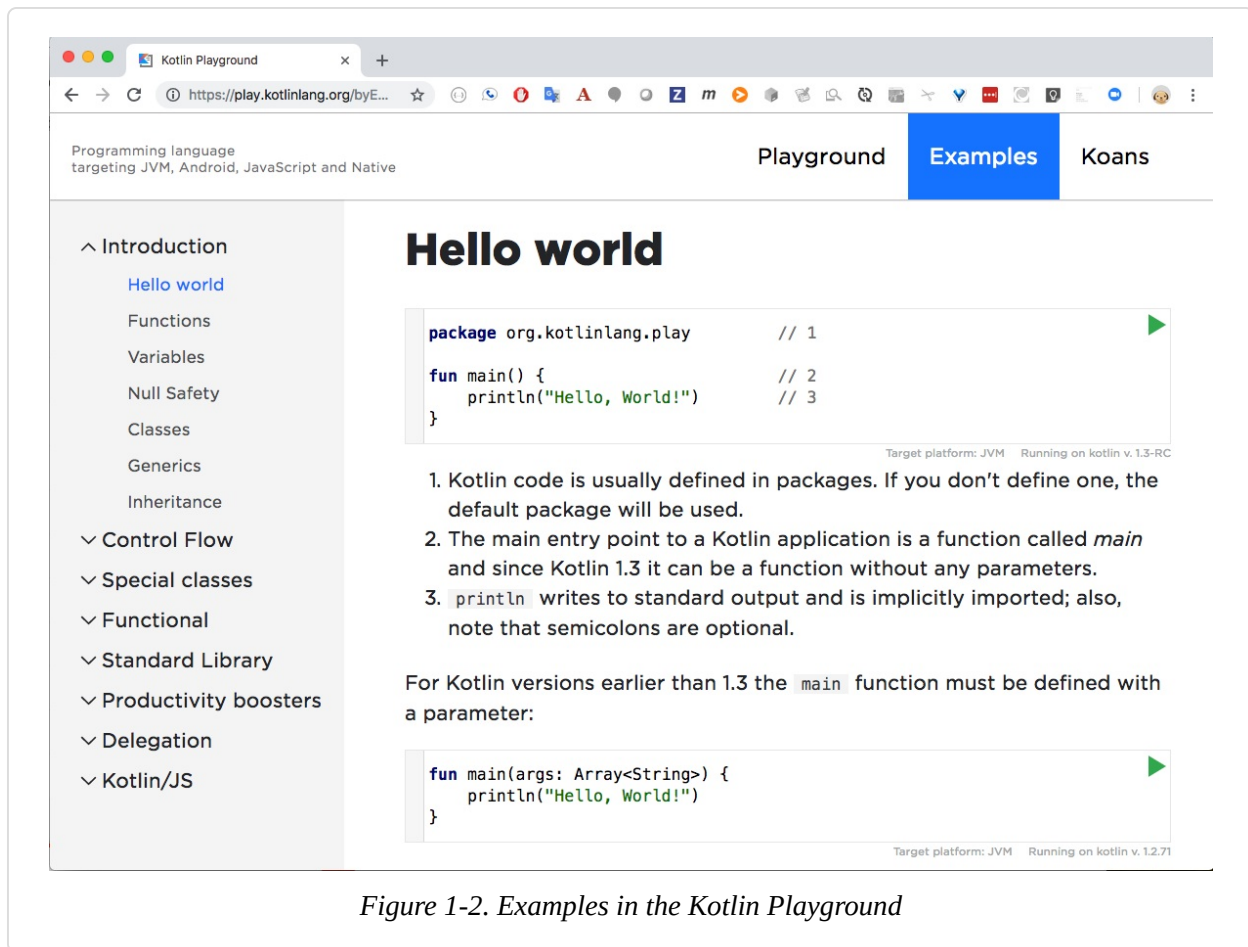 Kotlin Playground
https://play.kotlinlang.org/byE...
Programming language
targeting JVM, Android, JavaScript and Native
Playground
Examples
Koans
Introduction
Hello world
Functions
Variables
Null Safety
Classes
Generics
Inheritance
Control Flow
Special classes
Functional
Standard Library
Productivity boosters
Delegation
Kotlin/JS
Hello world
package org.kotlinlang.play // 1
fun main() { // 2
println("Hello, World!") // 3
}
Target platform: JVM Running on kotlin v. 1.3-RC
1. Kotlin code is usually defined in packages. If you don't define one, the
default package will be used.
2. The main entry point to a Kotlin application is a function called main
and since Kotlin 1.3 it can be a function without any parameters.
3. println writes to standard output and is implicitly imported; also,
note that semicolons are optional.
For Kotlin versions earlier than 1.3 the main function must be defined with
a parameter:
fun main(args: Array<String>) {
println("Hello, World!")
}
Target platform: JVM Running on kotlin v. 1.2.71
Figure 1-2. Examples in the Kotlin Playground